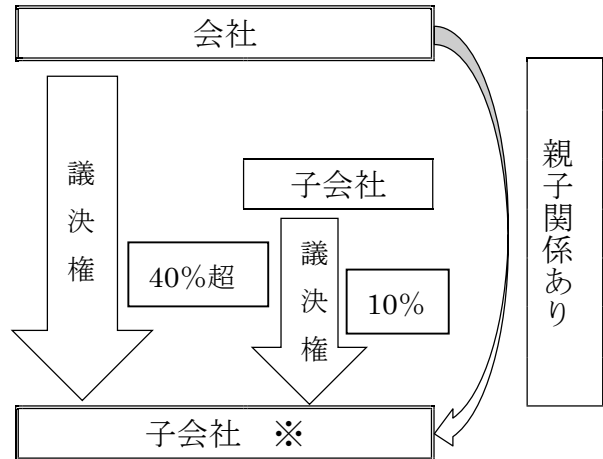 会社
議決権
40％超
子会社
議決権
10％
親子関係あり
子会社　※